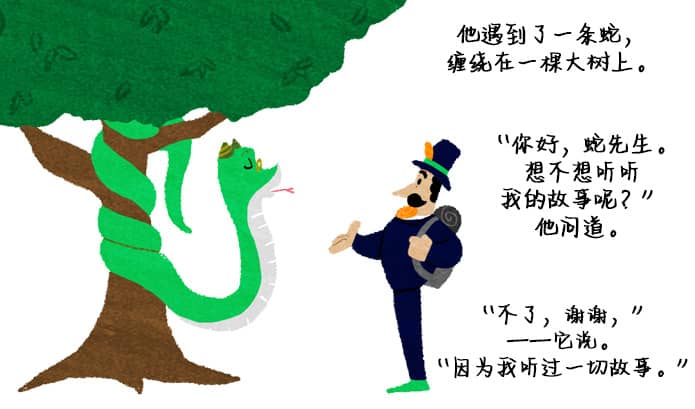 他遇到了一条蛇，
缠绕在一棵大树上。
“你好，蛇先生。
想不想听听
我的故事呢？”
他问道。
“不了，谢谢，”
——它说。
“因为我听过一切故事。”